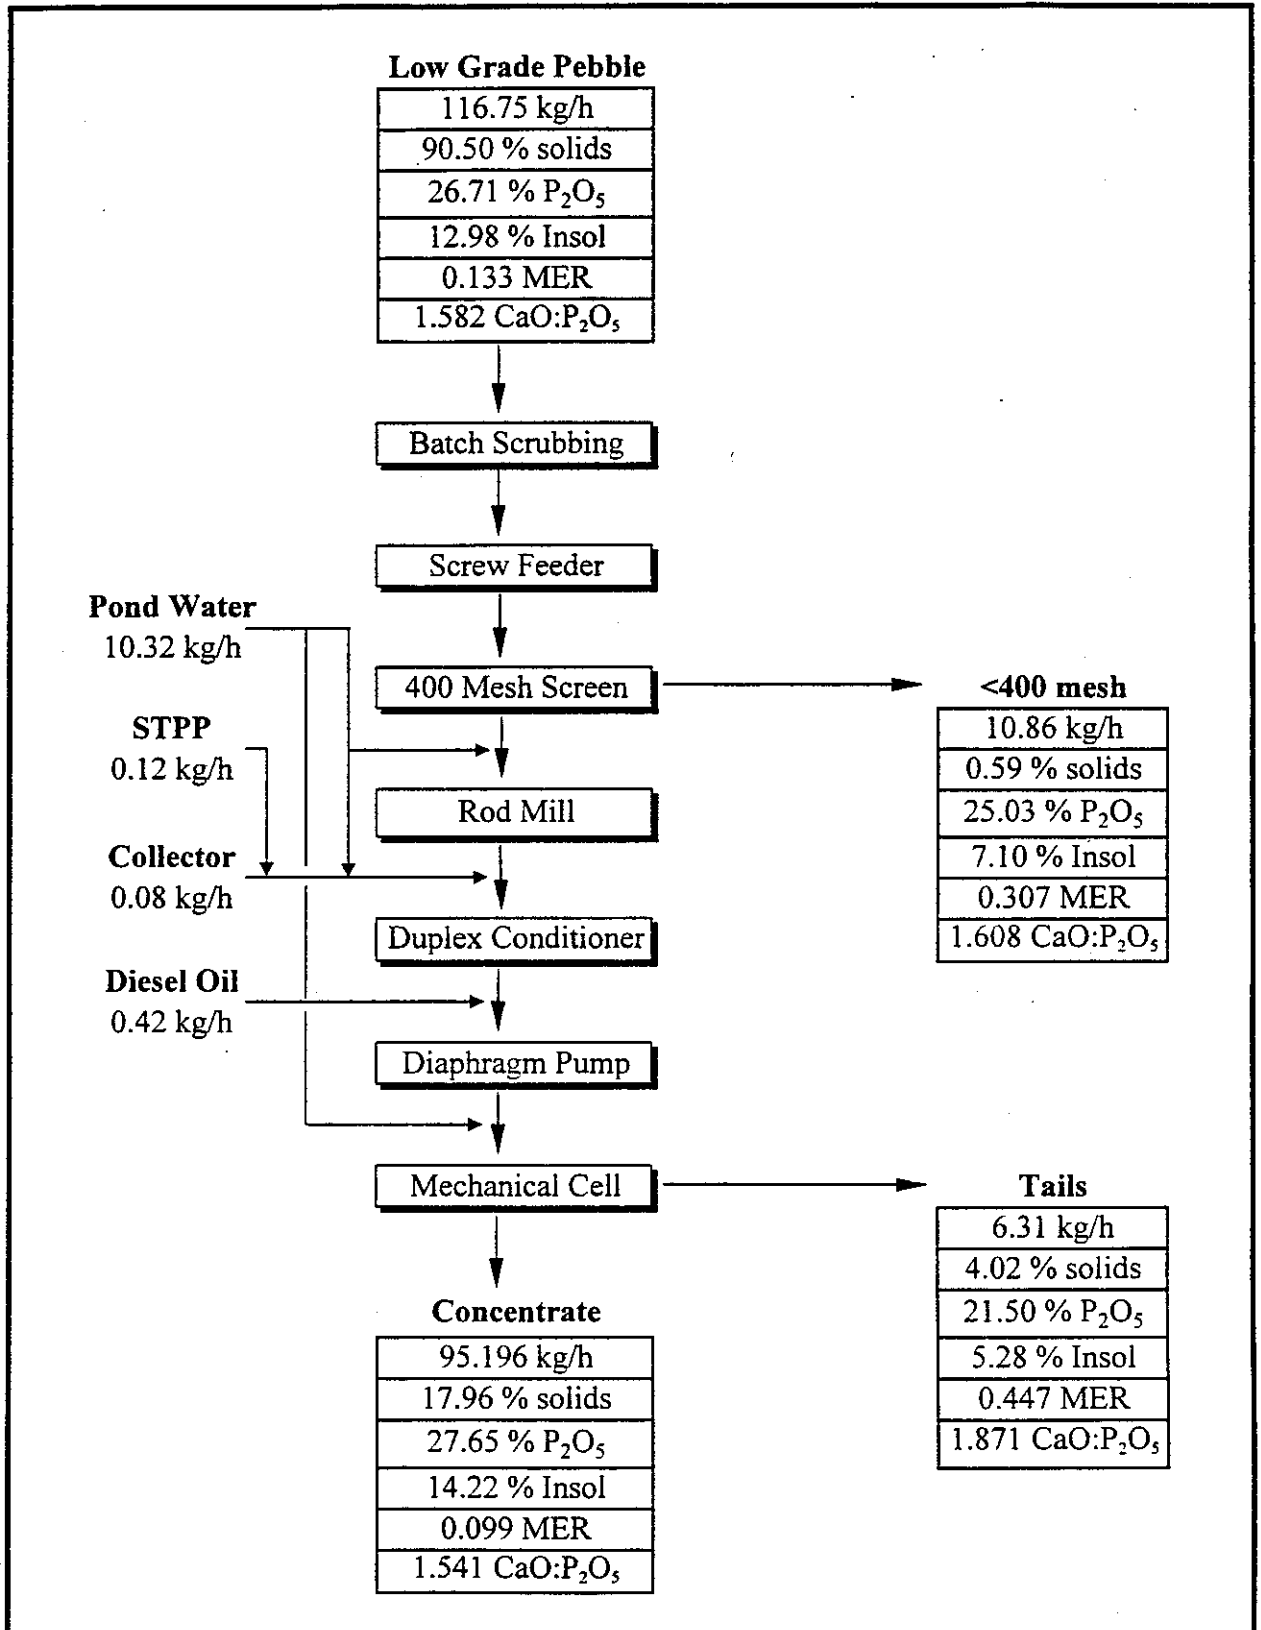 Low Grade Pebble
116.75 kg/h
90.50 % solids
26.71 % P₂O₅
12.98 % Insol
0.133 MER
1.582 CaO:P₂O₅
Batch Scrubbing
Screw Feeder
Pond Water
10.32 kg/h
400 Mesh Screen
<400 mesh
10.86 kg/h
0.59 % solids
25.03 % P₂O₅
7.10 % Insol
0.307 MER
1.608 CaO:P₂O₅
STPP
0.12 kg/h
Rod Mill
Collector
0.08 kg/h
Duplex Conditioner
Diesel Oil
0.42 kg/h
Diaphragm Pump
Mechanical Cell
Tails
6.31 kg/h
4.02 % solids
21.50 % P₂O₅
5.28 % Insol
0.447 MER
1.871 CaO:P₂O₅
Concentrate
95.196 kg/h
17.96 % solids
27.65 % P₂O₅
14.22 % Insol
0.099 MER
1.541 CaO:P₂O₅